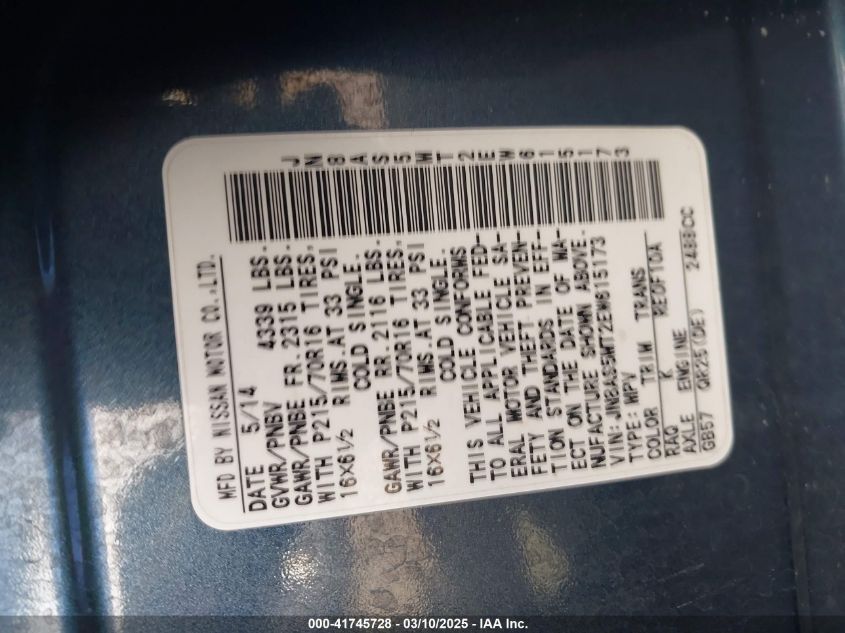 MFD BY NISSAN MOTOR CO.,LTD.
DATE 5/14
GVWR/PNBV 4339 LBS.
GAWR/PNBE FR. 2315 LBS.
WITH P215/70R16 TIRES,
16X6½ RIMS.AT 33 PSI
COLD SINGLE.
GAWR/PNBE RR. 2116 LBS.
WITH P215/70R16 TIRES,
16X6½ RIMS.AT 33 PSI
COLD SINGLE.
THIS VEHICLE CONFORMS
TO ALL APPLICABLE FED-
ERAL MOTOR VEHICLE SA-
FETY AND THEFT PREVEN-
TION STANDARDS IN EFF-
ECT ON THE DATE OF MA-
NUFACTURE SHOWN ABOVE.
VIN: JN8AS5MT2EW615173
TYPE: MPV
COLOR TRIM TRANS
RAQ K RE0F10A
AXLE ENGINE
GB57 QR25(DE) 2488CC
JN8AS5MT2EW615173
000-41745728 - 03/10/2025 - IAA Inc.